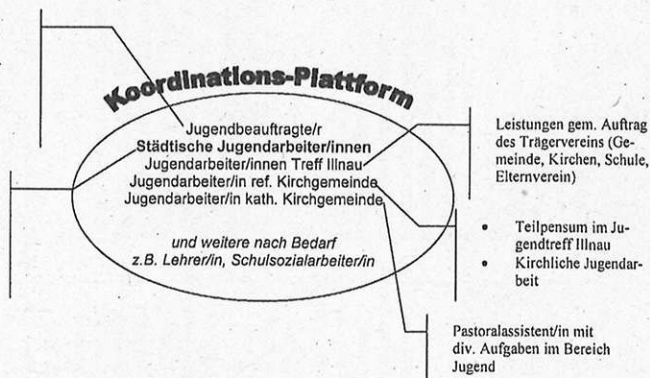 Koordinations-Plattform
Jugendbeauftragte/r
Städtische Jugendarbeiter/innen
Jugendarbeiter/innen Treff Illnau
Jugendarbeiter/in ref. Kirchgemeinde
Jugendarbeiter/in kath. Kirchgemeinde
und weitere nach Bedarf
z.B. Lehrer/in, Schulsozialarbeiter/in
Leistungen gem. Auftrag
des Trägervereins (Ge-
meinde, Kirchen, Schule,
Elternverein)
• Teilpensum im Ju-
gendtreff Illnau
• Kirchliche Jugendar-
beit
Pastoralassistent/in mit
div. Aufgaben im Bereich
Jugend